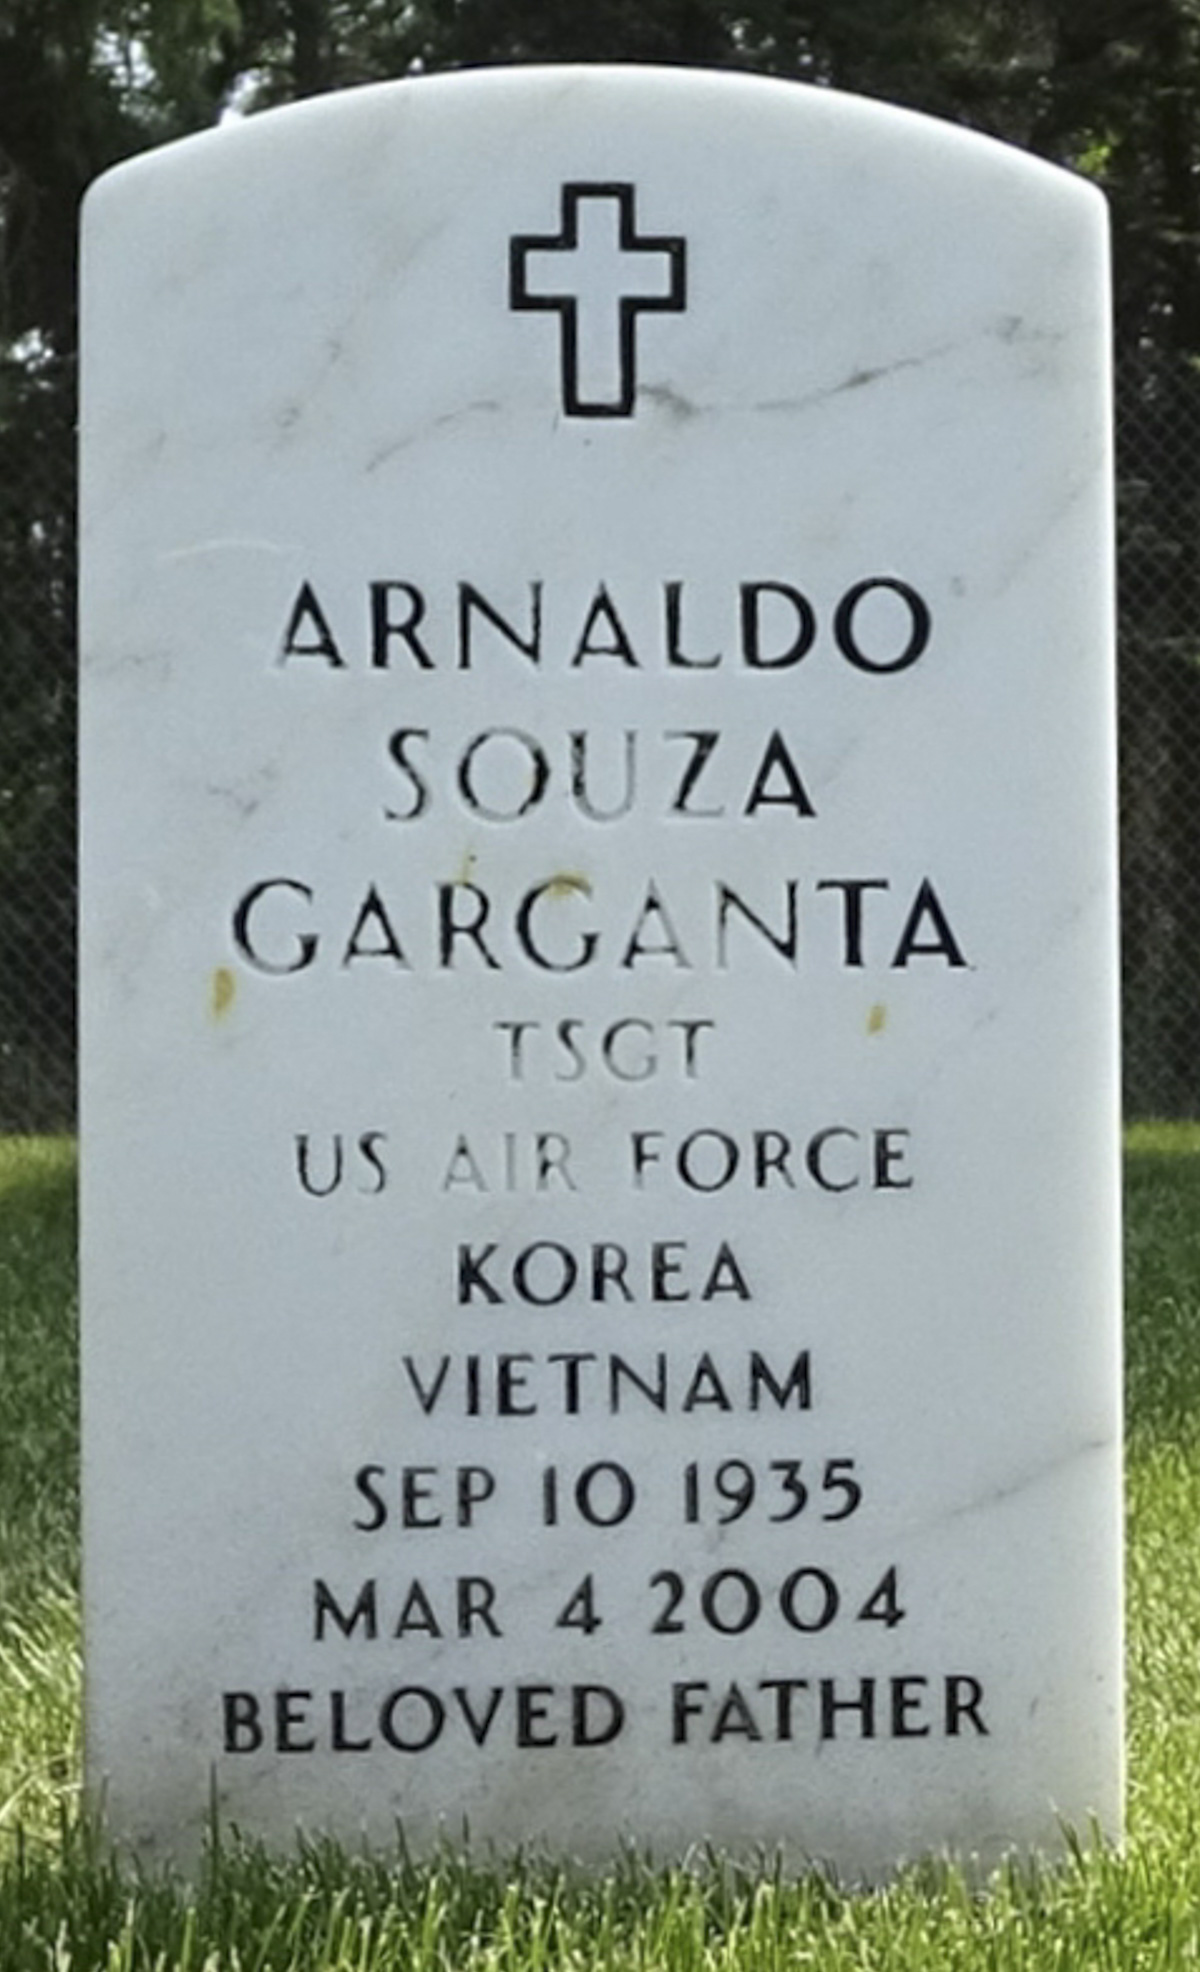 ARNALDO
SOUZA
GARGANTA
TSGT
US AIR FORCE
KOREA
VIETNAM
SEP 10 1935
MAR 4 2004
BELOVED FATHER